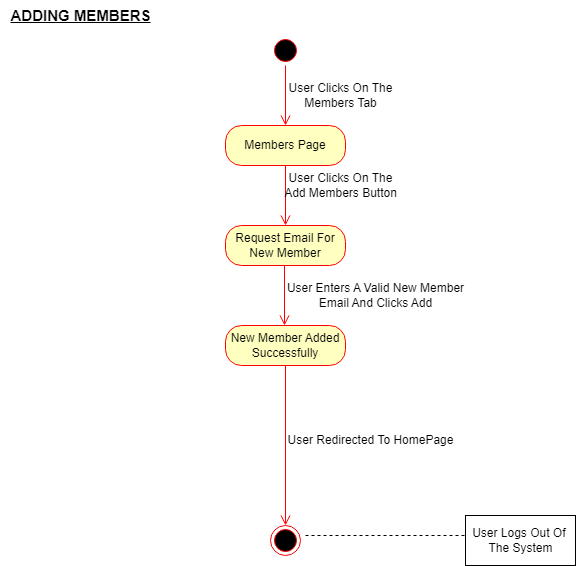 ADDING MEMBERS
User Clicks On The
Members Tab
Members Page
User Clicks On The
Add Members Button
Request Email For
New Member
User Enters A Valid New Member
Email And Clicks Add
New Member Added
Successfully
User Redirected To HomePage
User Logs Out Of
The System